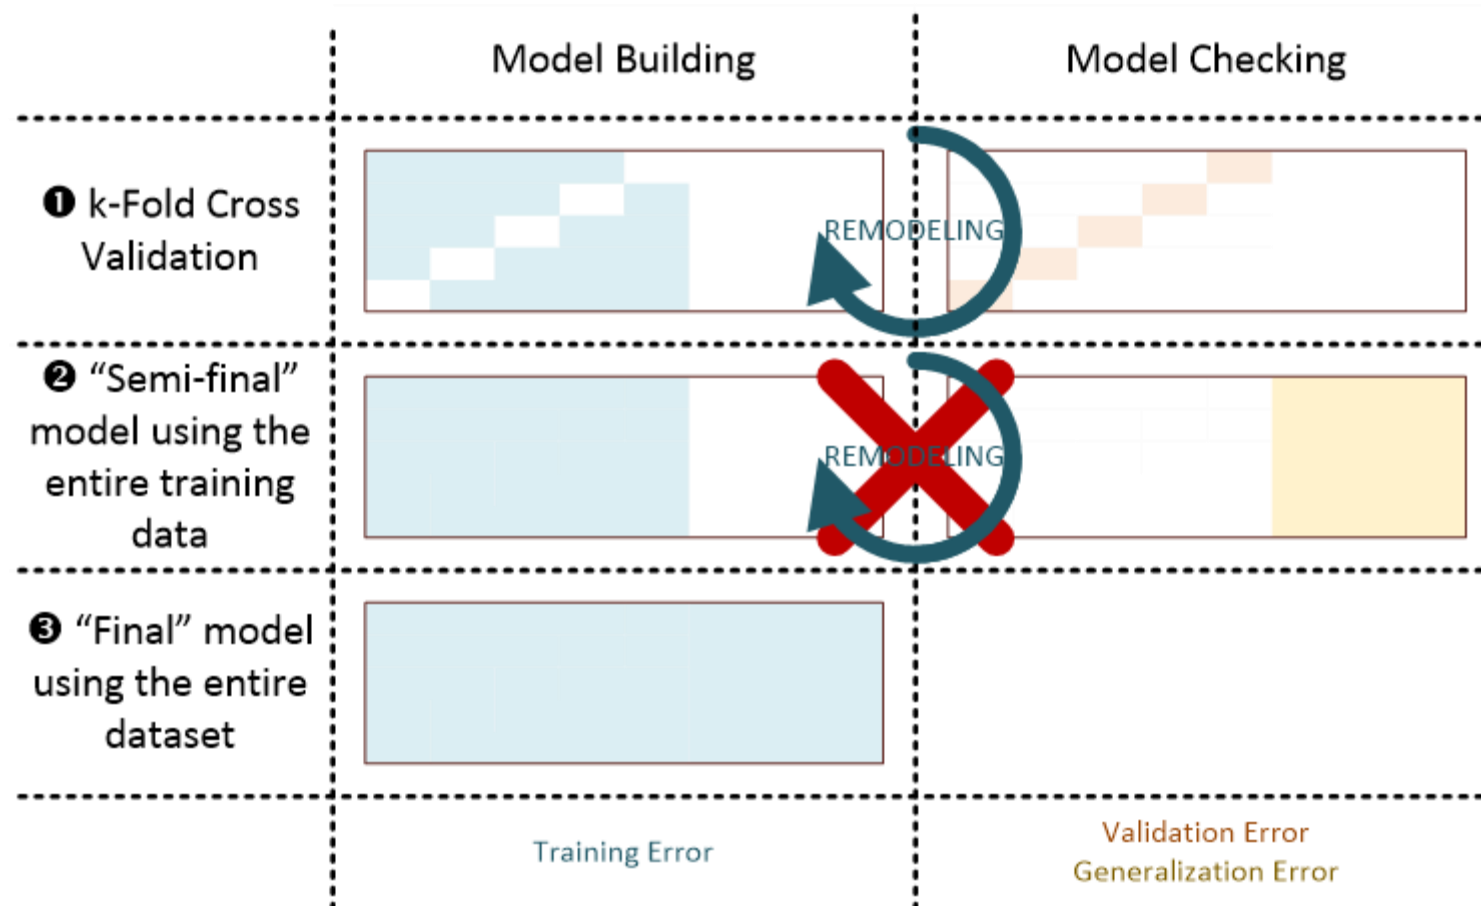 Model Building
Model Checking
❶ k-Fold Cross
Validation
REMODELING
❷ “Semi-final”
model using the
entire training
data
REMODELING
❸ “Final” model
using the entire
dataset
Training Error
Validation Error
Generalization Error